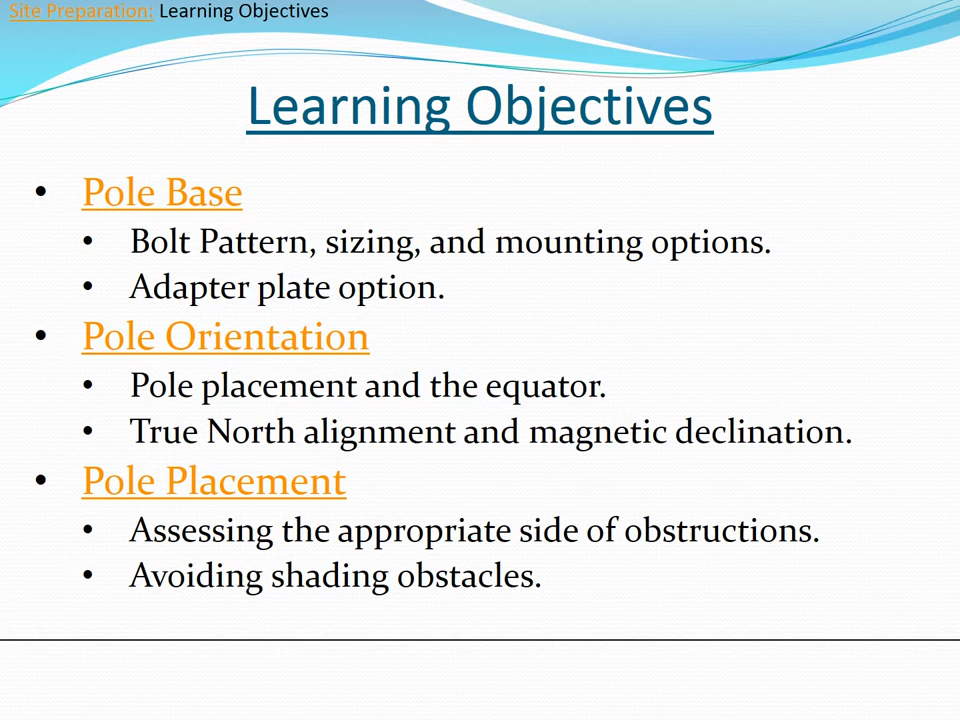 Site Preparation: Learning Objectives
Learning Objectives
• Pole Base
• Bolt Pattern, sizing, and mounting options.
• Adapter plate option.
• Pole Orientation
• Pole placement and the equator.
• True North alignment and magnetic declination.
• Pole Placement
• Assessing the appropriate side of obstructions.
• Avoiding shading obstacles.